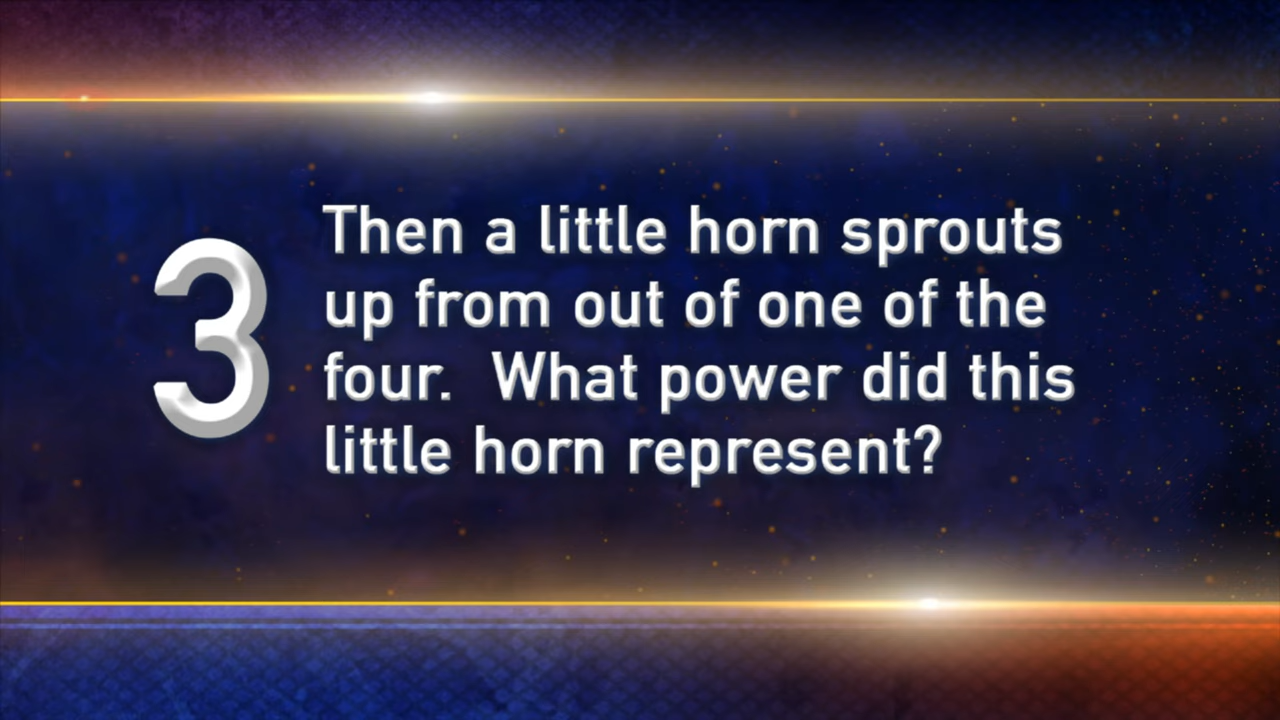 3
Then a little horn sprouts
up from out of one of the
four.  What power did this
little horn represent?